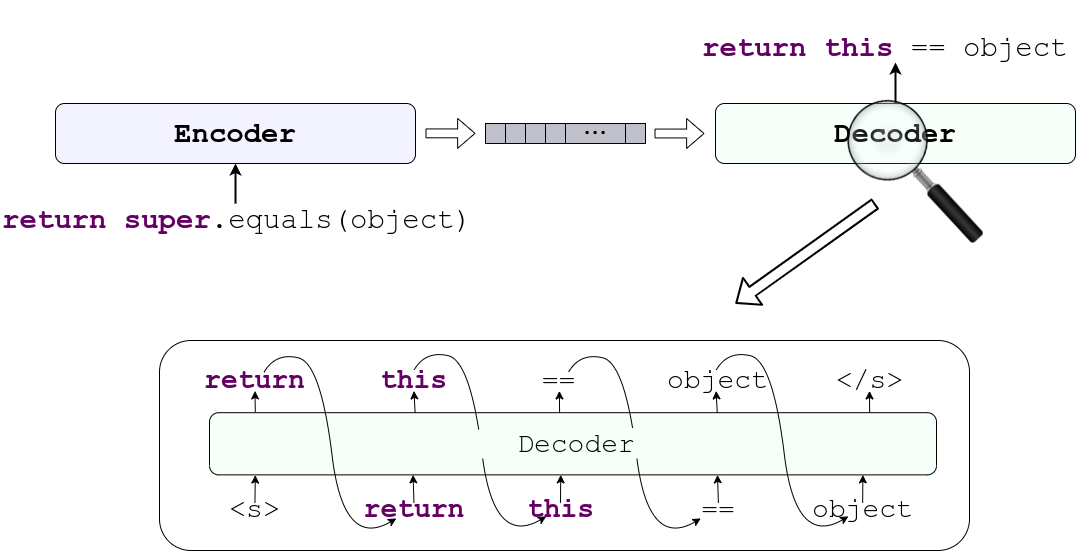 return this == object
Encoder
...
Decoder
return super.equals(object)
return this == object </s>
Decoder
<s> return this == object